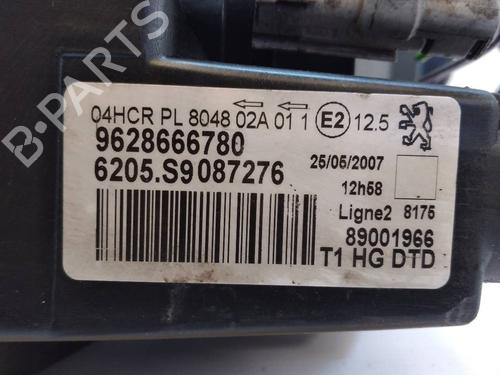 B-PARTS
04HCR PL 8048 02A 01 1 E2 12.5
9628666780
6205.S9087276
25/05/2007
12h58
Ligne2 8175
89001966
T1 HG DTD